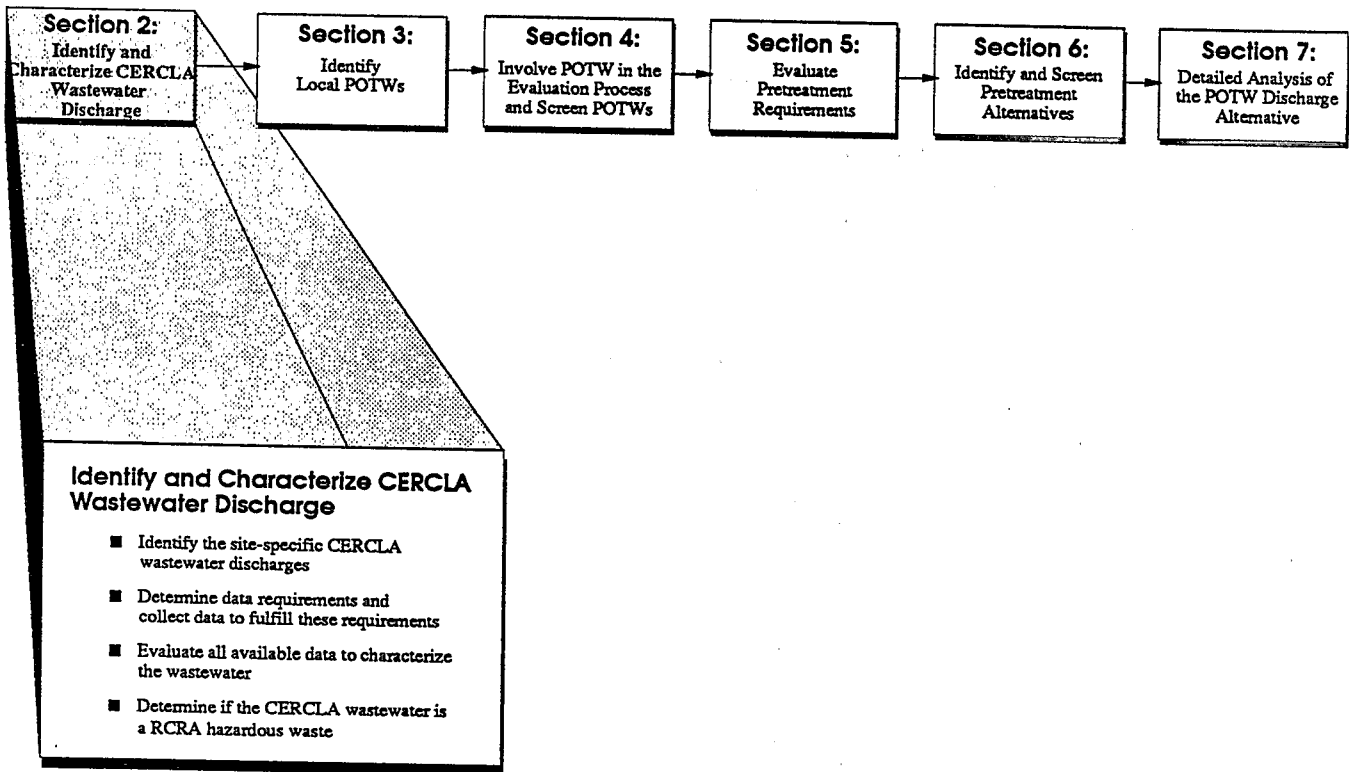 Section 2:
Identify and
Characterize CERCLA
Wastewater
Discharge
Section 3:
Identify
Local POTWs
Section 4:
Involve POTW in the
Evaluation Process
and Screen POTWs
Section 5:
Evaluate
Pretreatment
Requirements
Section 6:
Identify and Screen
Pretreatment
Alternatives
Section 7:
Detailed Analysis of
the POTW Discharge
Alternative
Identify and Characterize CERCLA
Wastewater Discharge
■ Identify the site-specific CERCLA
wastewater discharges
■ Determine data requirements and
collect data to fulfill these requirements
■ Evaluate all available data to characterize
the wastewater
■ Determine if the CERCLA wastewater is
a RCRA hazardous waste